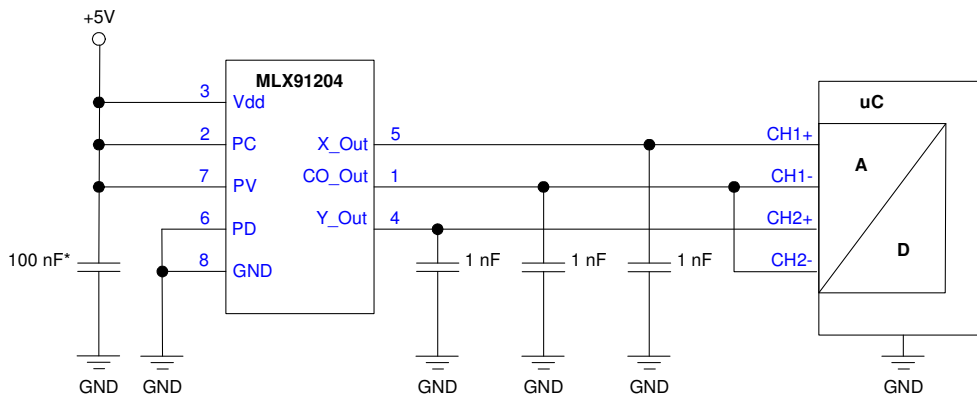 +5V
MLX91204
3
Vdd
uC
2
PC
X_Out
5
CH1+
A
7
PV
CO_Out
1
CH1-
6
PD
Y_Out
4
CH2+
D
100 nF*
8
GND
1 nF
1 nF
1 nF
CH2-
GND
GND
GND
GND
GND
GND